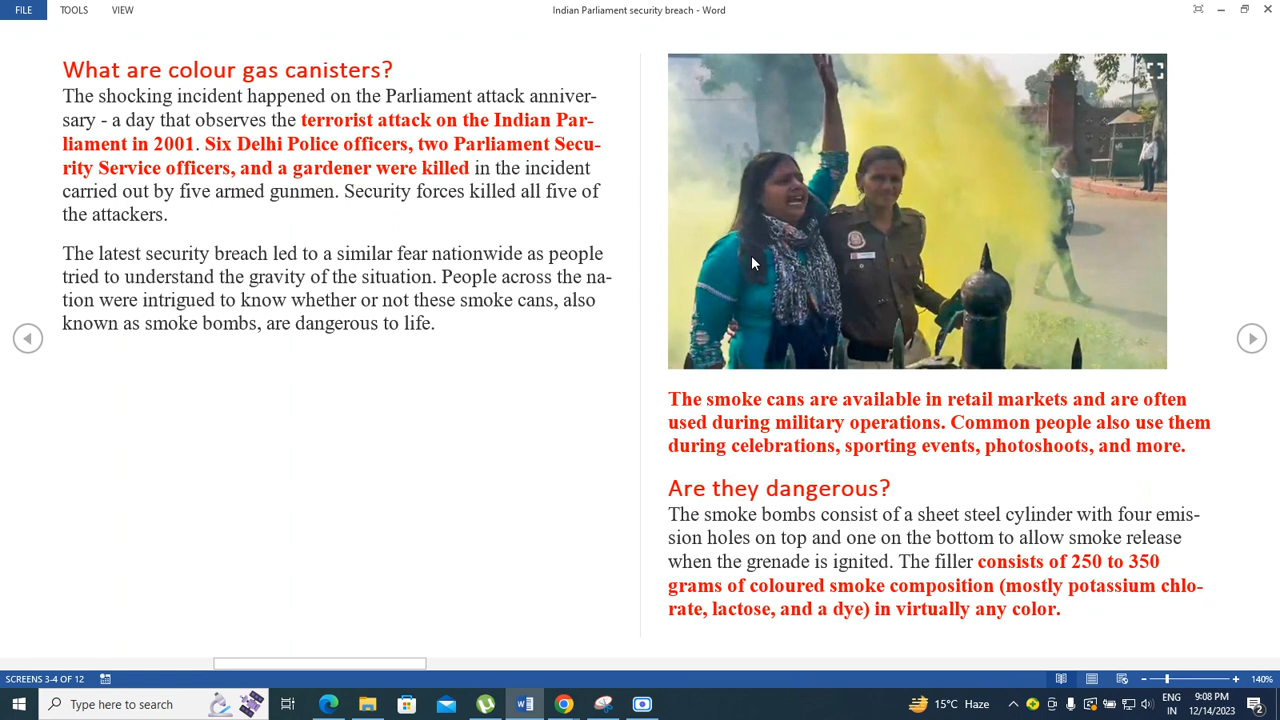 FILE TOOLS VIEW
Indian Parliament security breach - Word
What are colour gas canisters?
The shocking incident happened on the Parliament attack anniver-
sary - a day that observes the terrorist attack on the Indian Par-
liament in 2001. Six Delhi Police officers, two Parliament Secu-
rity Service officers, and a gardener were killed in the incident
carried out by five armed gunmen. Security forces killed all five of
the attackers.
The latest security breach led to a similar fear nationwide as people
tried to understand the gravity of the situation. People across the na-
tion were intrigued to know whether or not these smoke cans, also
known as smoke bombs, are dangerous to life.
The smoke cans are available in retail markets and are often
used during military operations. Common people also use them
during celebrations, sporting events, photoshoots, and more.
Are they dangerous?
The smoke bombs consist of a sheet steel cylinder with four emis-
sion holes on top and one on the bottom to allow smoke release
when the grenade is ignited. The filler consists of 250 to 350
grams of coloured smoke composition (mostly potassium chlo-
rate, lactose, and a dye) in virtually any color.
SCREENS 3-4 OF 12
140%
Type here to search
15°C Haze
ENG
IN
9:08 PM
12/14/2023
2